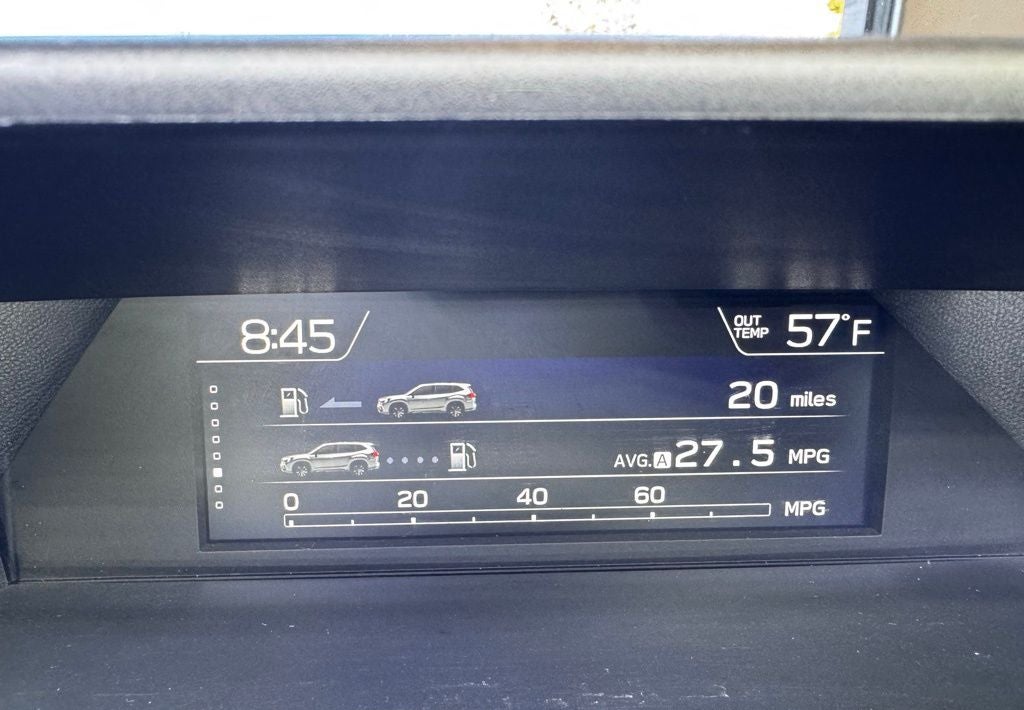 8:45
OUT TEMP 57°F
20 miles
AVG. A 27.5 MPG
0 20 40 60
MPG